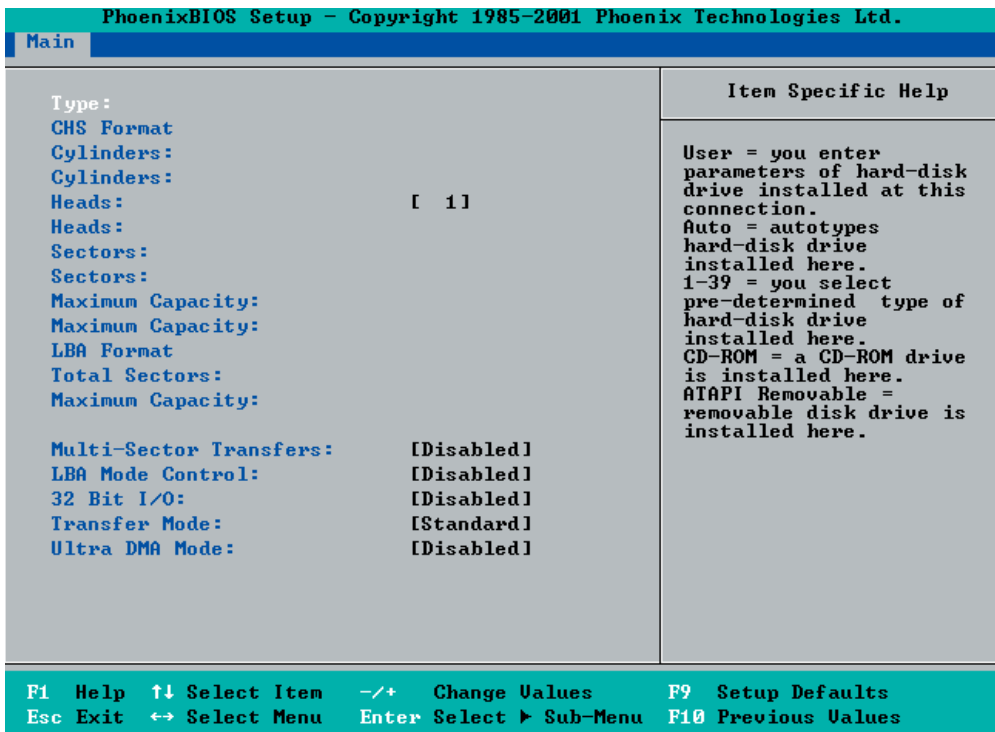 PhoenixBIOS Setup - Copyright 1985-2001 Phoenix Technologies Ltd.
Main
Type:
CHS Format
Cylinders:
Cylinders:
Heads: [  1]
Heads:
Sectors:
Sectors:
Maximum Capacity:
Maximum Capacity:
LBA Format
Total Sectors:
Maximum Capacity:
Multi-Sector Transfers: [Disabled]
LBA Mode Control: [Disabled]
32 Bit I/O: [Disabled]
Transfer Mode: [Standard]
Ultra DMA Mode: [Disabled]
Item Specific Help
User = you enter
parameters of hard-disk
drive installed at this
connection.
Auto = autotypes
hard-disk drive
installed here.
1-39 = you select
pre-determined  type of
hard-disk drive
installed here.
CD-ROM = a CD-ROM drive
is installed here.
ATAPI Removable =
removable disk drive is
installed here.
F1 Help ↑↓ Select Item -/+ Change Values F9 Setup Defaults
Esc Exit ↔ Select Menu Enter Select ▶ Sub-Menu F10 Previous Values